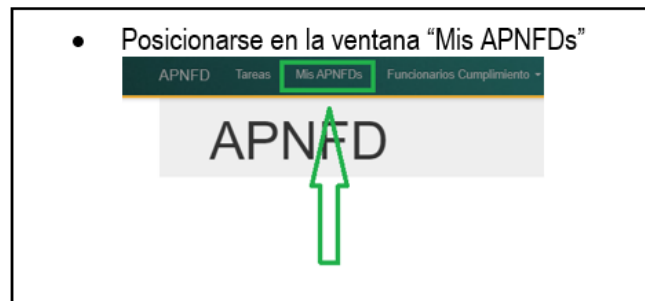 • Posicionarse en la ventana “Mis APNFDs”
APNFD Tareas Mis APNFDs Funcionarios Cumplimiento
APNFD